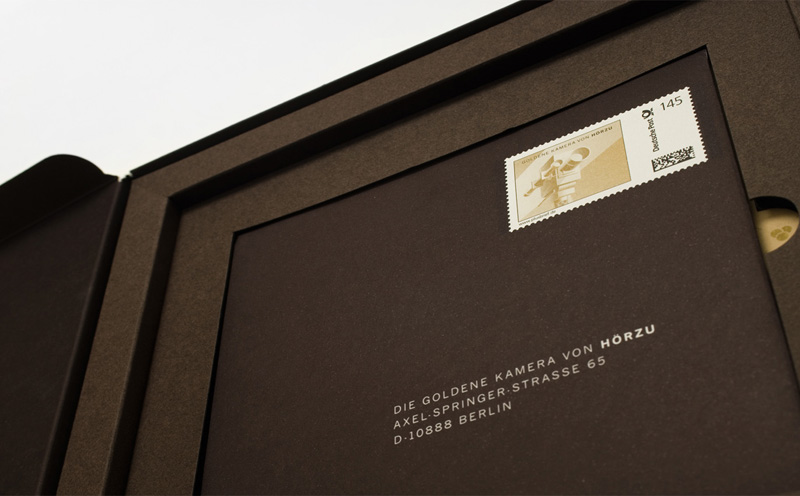 145
Deutsche Post
GOLDENE KAMERA VON HÖRZU
DIE GOLDENE KAMERA VON HÖRZU
AXEL-SPRINGER-STRASSE 65
D-10888 BERLIN